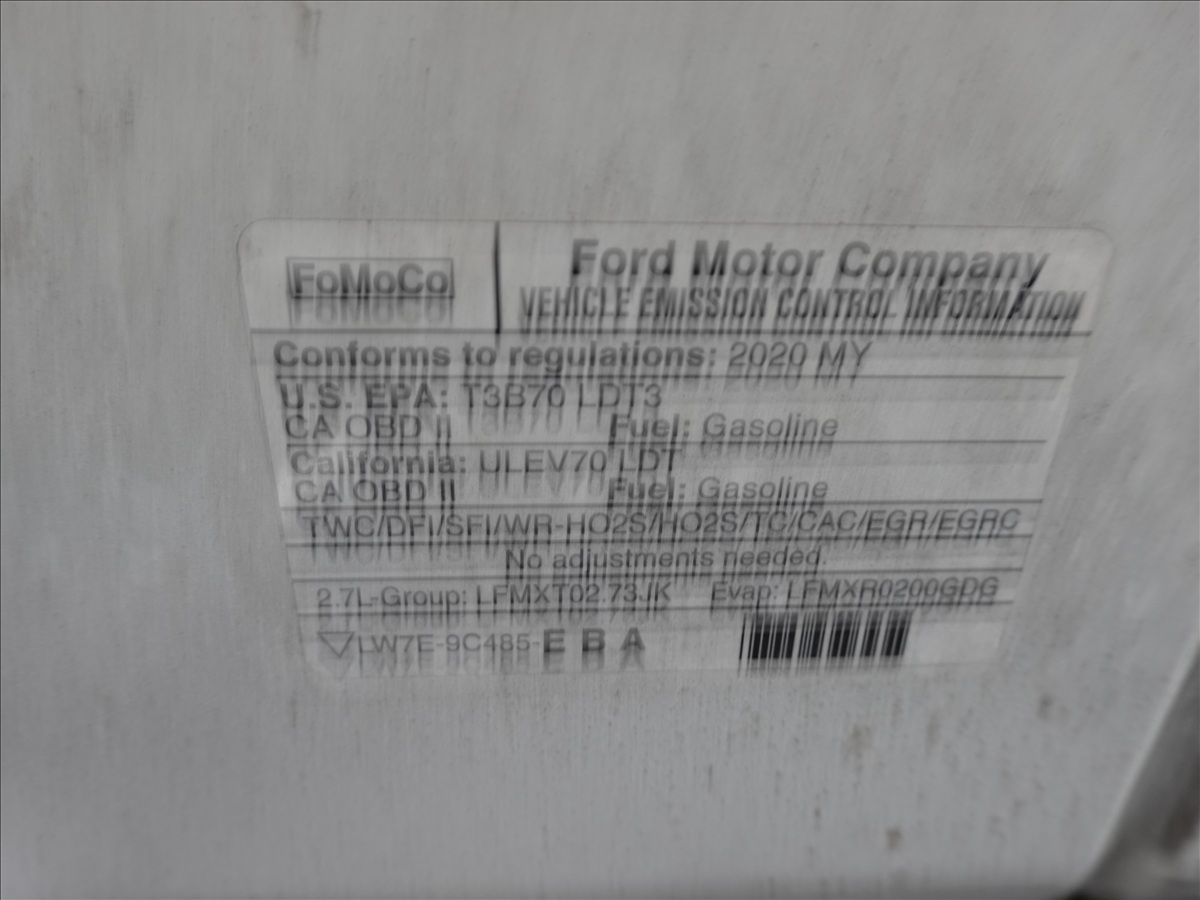 FoMoCo
Ford Motor Company
VEHICLE EMISSION CONTROL INFORMATION
Conforms to regulations: 2020 MY
U.S. EPA: T3B70 LDT3
CA OBD II Fuel: Gasoline
California: ULEV70 LDT
CA OBD II Fuel: Gasoline
TWC/DFI/SFI/WR-HO2S/HO2S/TC/CAC/EGR/EGRC
No adjustments needed.
2.7L-Group: LFMXT02.73JK Evap: LFMXR0200GDG
LW7E-9C485-E B A